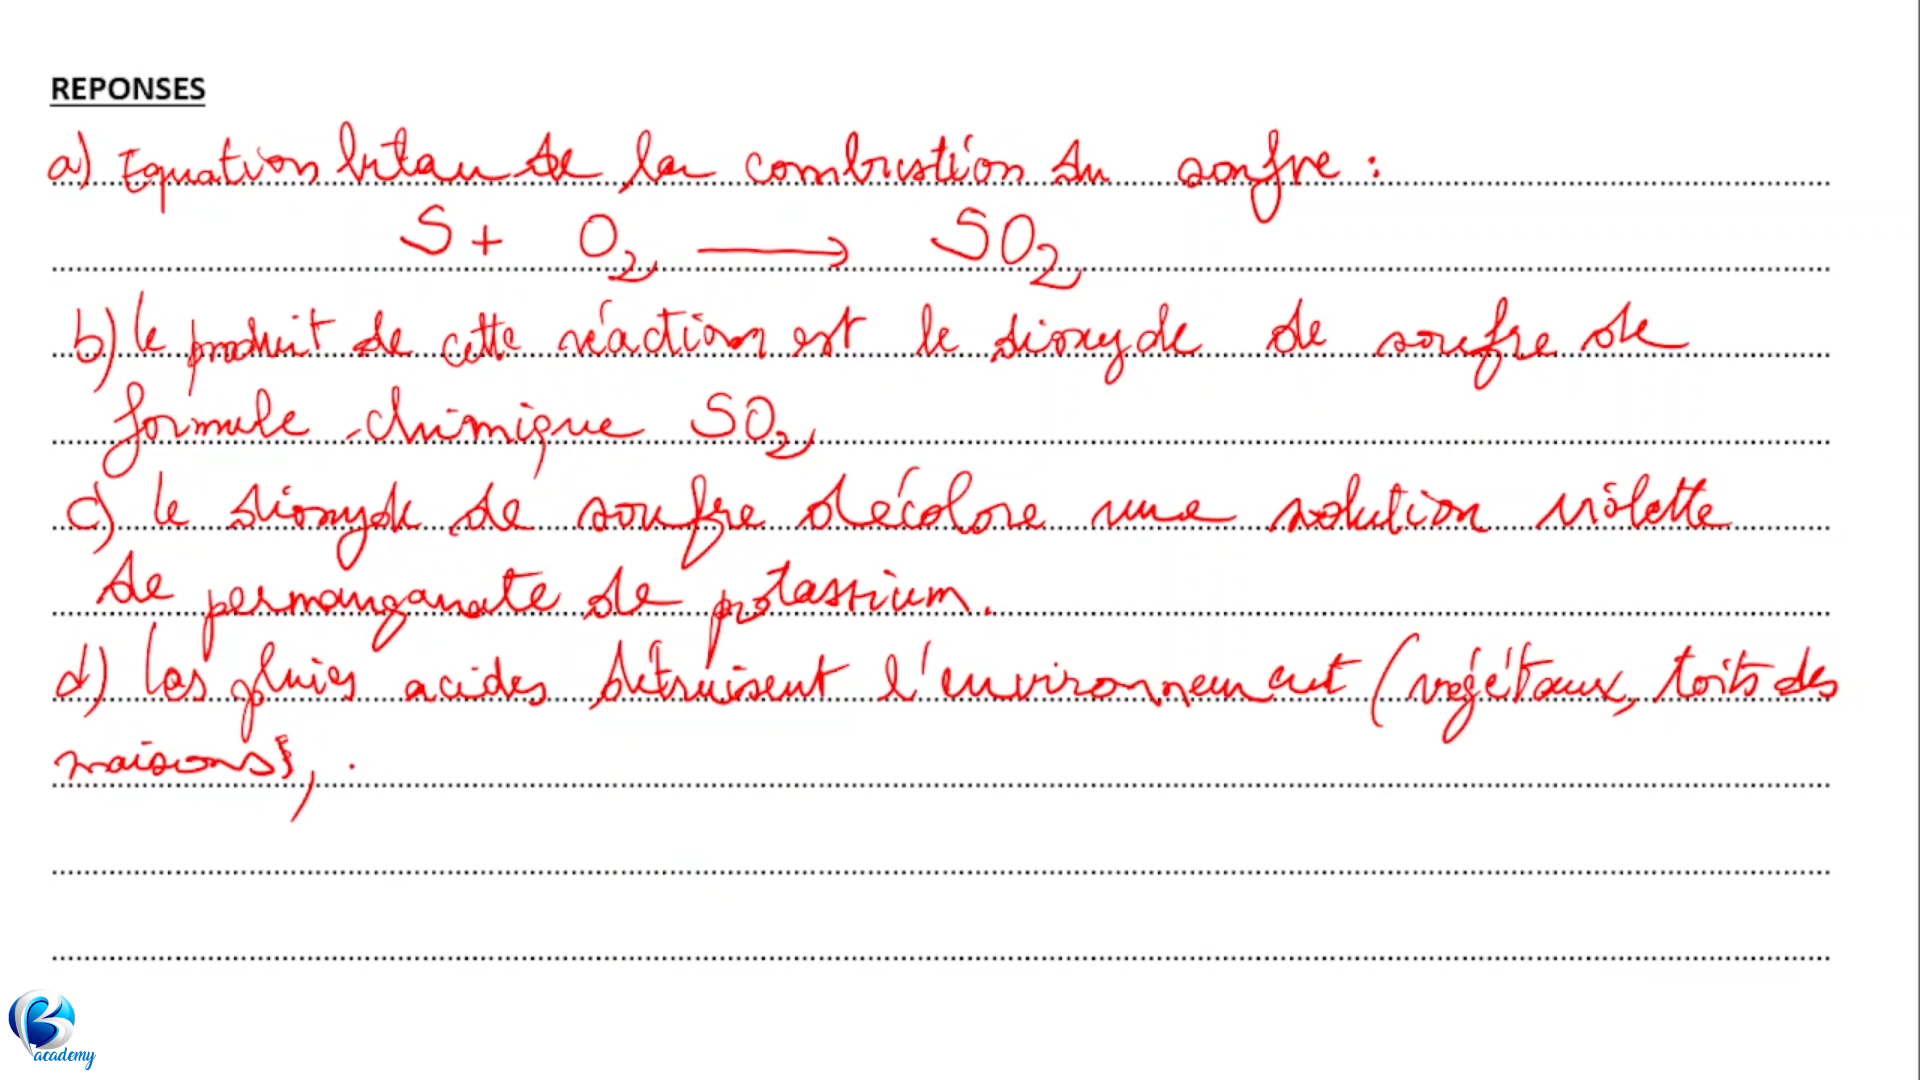 REPONSES
a) Equation bilan de la combustion du soufre :
S + O₂ → SO₂
b) le produit de cette réaction est le dioxyde de soufre de
formule chimique SO₂
c) le dioxyde de soufre décolore une solution violette
de permanganate de potassium.
d) Les pluies acides détruisent l'environnement (végétaux, toits des
maisons), .
academy